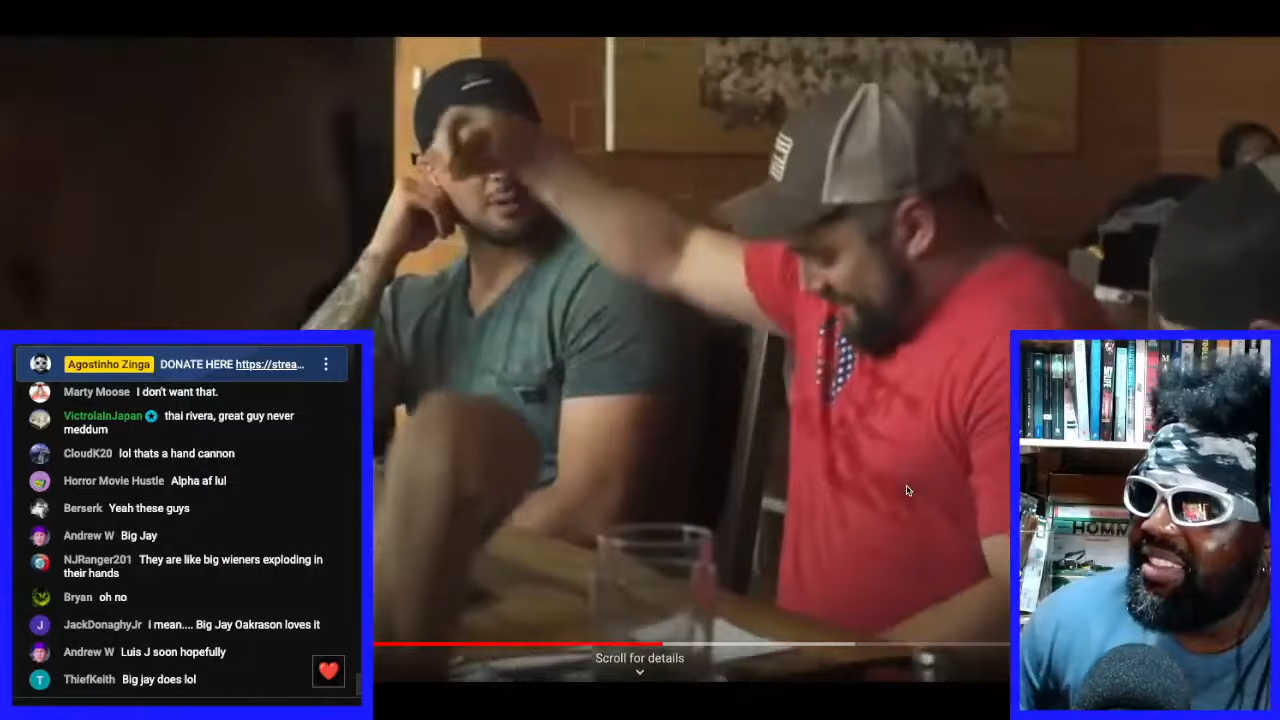 Agostinho Zinga DONATE HERE https://strea...
Marty Moose I don't want that.
VictrolaInJapan thai rivera, great guy never
meddum
CloudK20 lol thats a hand cannon
Horror Movie Hustle Alpha af lul
Berserk Yeah these guys
Andrew W Big Jay
NJRanger201 They are like big wieners exploding in
their hands
Bryan oh no
JackDonaghyJr i mean.... Big Jay Oakrason loves it
Andrew W Luis J soon hopefully
T
ThiefKeith Big jay does lol
Scroll for details
HOMM